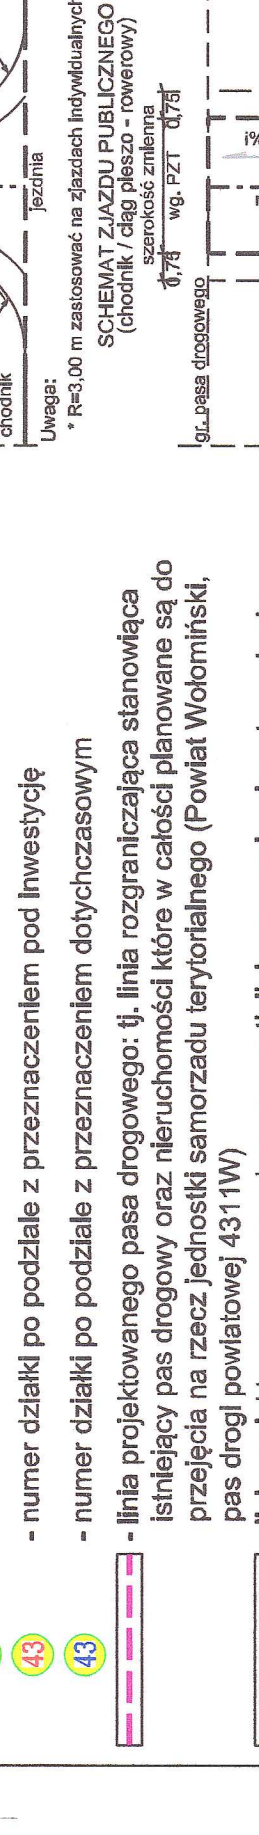 43 - numer działki po podziale z przeznaczeniem pod inwestycję
43 - numer działki po podziale z przeznaczeniem dotychczasowym
- linia projektowanego pasa drogowego: tj. linia rozgraniczająca stanowiąca
istniejący pas drogowy oraz nieruchomości które w całości planowane są do
przejęcia na rzecz jednostki samorzadu terytorialnego (Powiat Wołomiński,
pas drogi powiatowej 4311W)
chodnik
jezdnia
Uwaga:
* R=3,00 m zastosować na zjazdach indywidualnych
SCHEMAT ZJAZDU PUBLICZNEGO
(chodnik / ciąg pieszo - rowerowy)
szerokość zmienna
0,75 wg. PZT 0,75
gr. pasa drogowego
i%